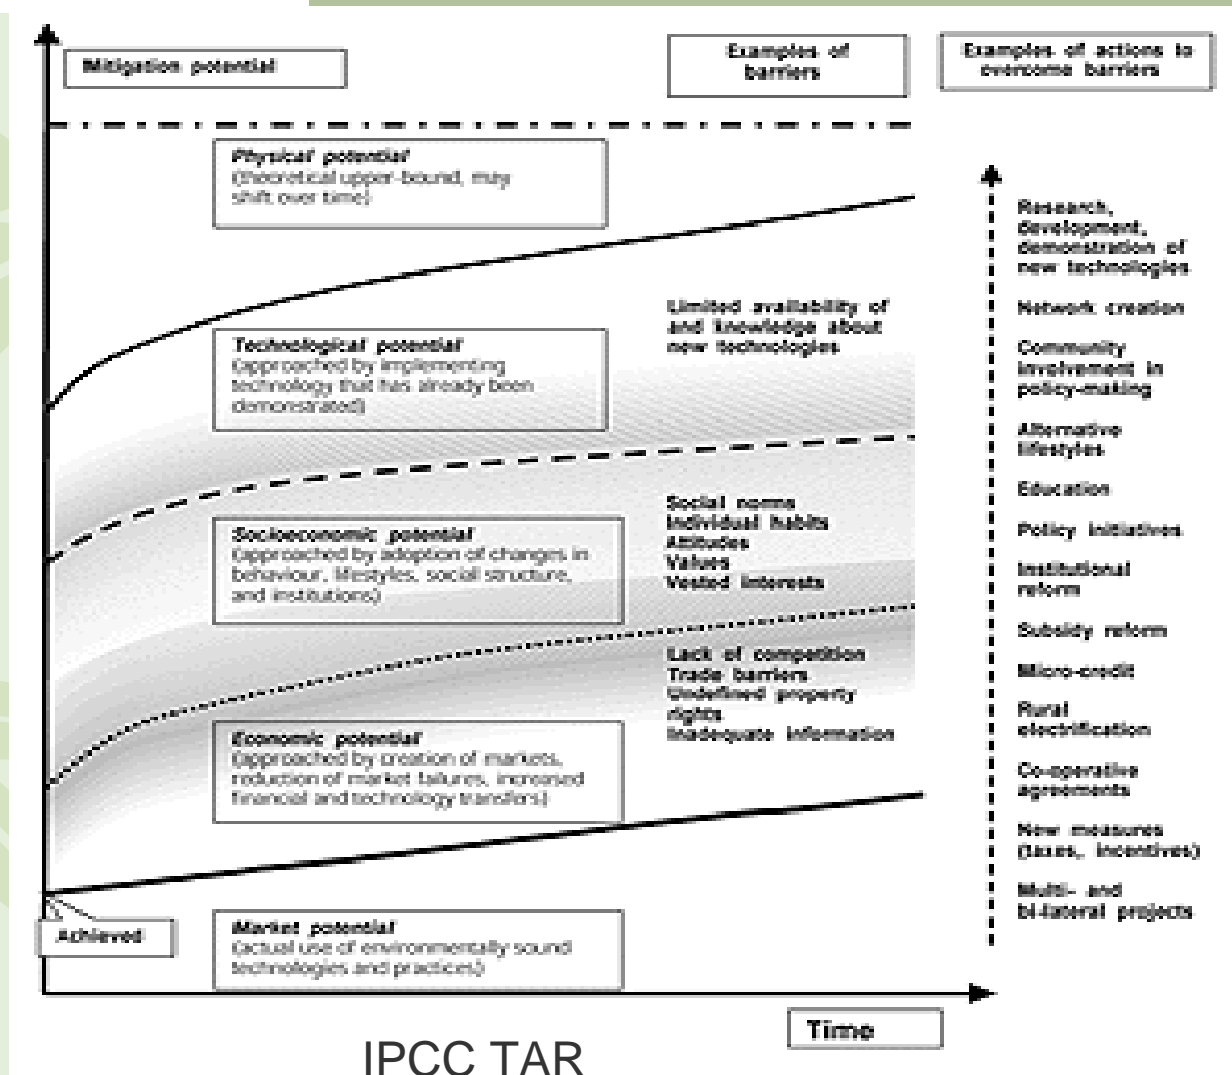 Mitigation potential
Examples of
barriers
Examples of actions to
overcome barriers
Physical potential
(theoretical upper-bound, may
shift over time)
Technological potential
(approached by implementing
technology that has already been
demonstrated)
Socioeconomic potential
(approached by adoption of changes in
behaviour, lifestyles, social structure,
and institutions)
Economic potential
(approached by creation of markets,
reduction of market failures, increased
financial and technology transfers)
Achieved
Market potential
(actual use of environmentally sound
technologies and practices)
Limited availability of
and knowledge about
new technologies
Social norms
Individual habits
Attitudes
Values
Vested interests
Lack of competition
Trade barriers
Undefined property
rights
Inadequate information
Research,
development,
demonstration of
new technologies
Network creation
Community
involvement in
policy-making
Alternative
lifestyles
Education
Policy initiatives
Institutional
reform
Subsidy reform
Micro-credit
Rural
electrification
Co-operative
agreements
New measures
(taxes, incentives)
Multi- and
bi-lateral projects
Time
IPCC TAR